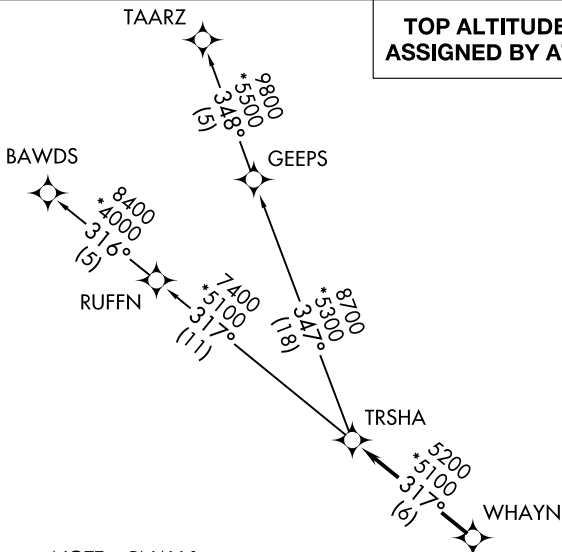 TAARZ
TOP ALTITUDE
ASSIGNED BY
9800
*5500
348°
(5)
BAWDS
GEEPS
8400
*4000
316°
(5)
RUFFN
7400
*5100
317°
(11)
8700
*5300
347°
(18)
TRSHA
5200
*5100
317°
(6)
WHAYN